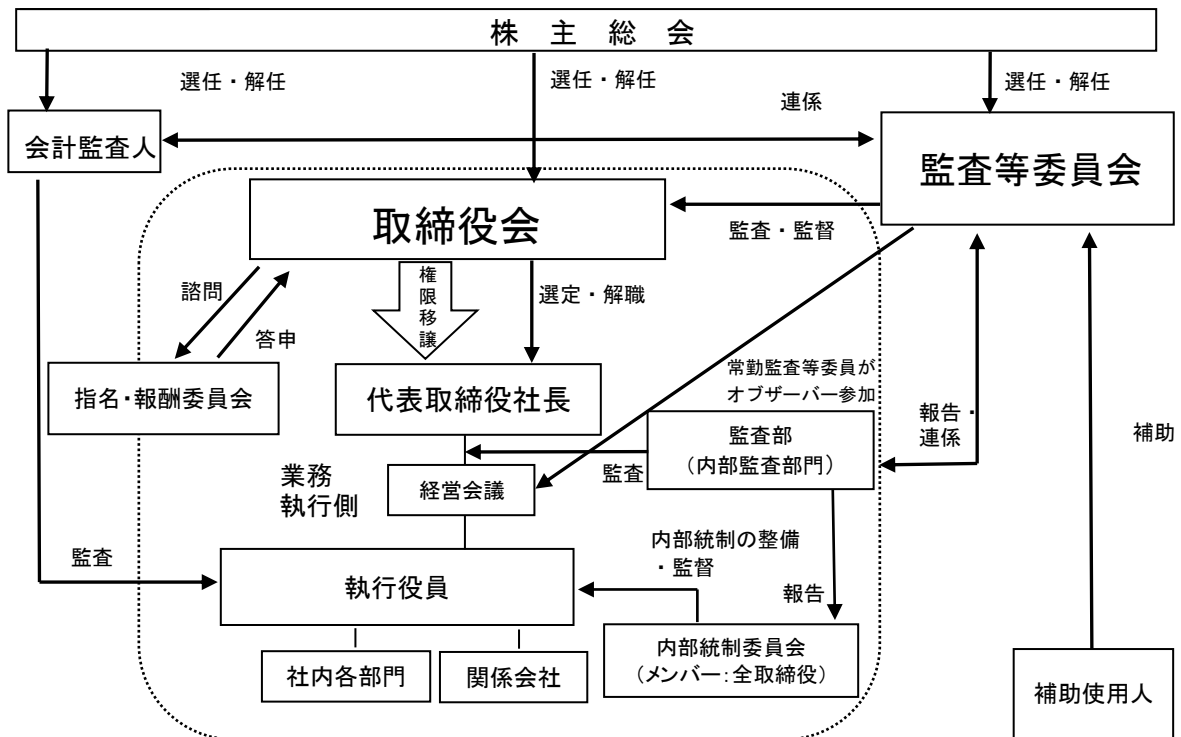 株　主　総　会
選任・解任
選任・解任
選任・解任
連係
会計監査人
監査等委員会
取締役会
監査・監督
権限移譲
選定・解職
諮問
答申
指名・報酬委員会
代表取締役社長
常勤監査等委員が
オブザーバー参加
監査部
（内部監査部門）
報告・
連係
補助
監査
経営会議
業務
執行側
内部統制の整備
・監督
監査
執行役員
報告
内部統制委員会
（メンバー：全取締役）
社内各部門
関係会社
補助使用人